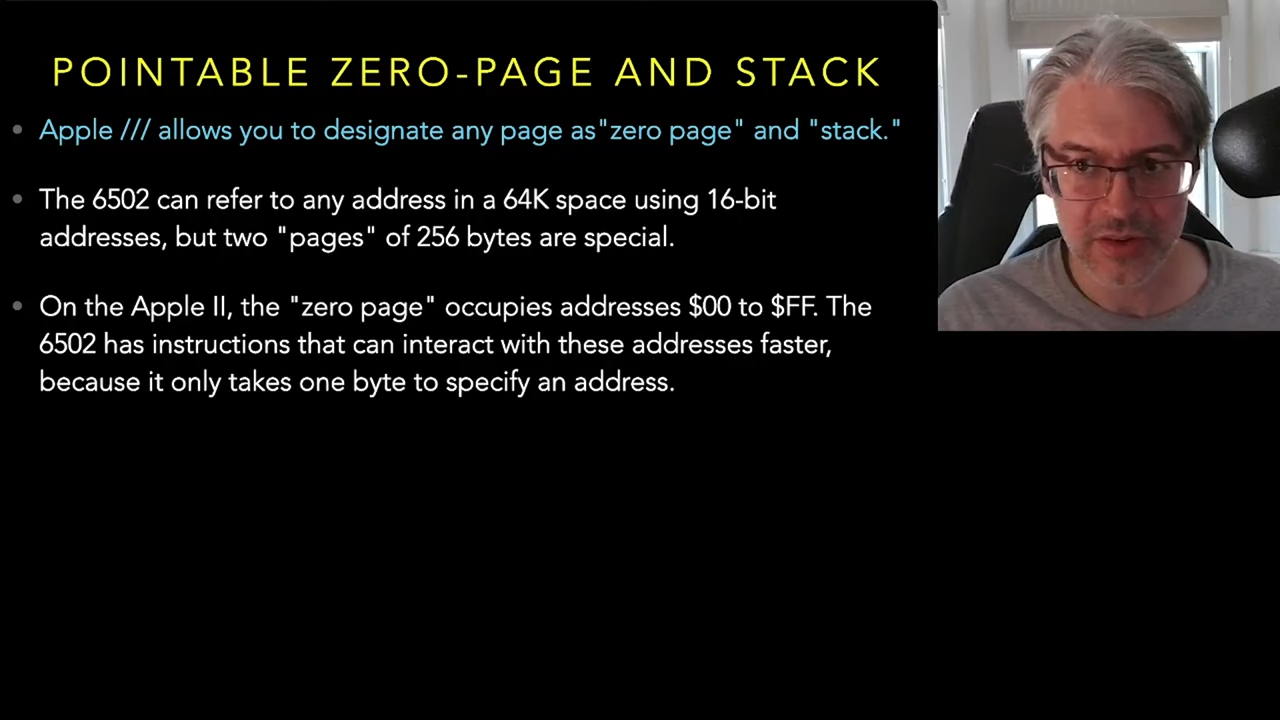 POINTABLE ZERO-PAGE AND STACK
Apple /// allows you to designate any page as"zero page" and "stack."
The 6502 can refer to any address in a 64K space using 16-bit
addresses, but two "pages" of 256 bytes are special.
On the Apple II, the "zero page" occupies addresses $00 to $FF. The
6502 has instructions that can interact with these addresses faster,
because it only takes one byte to specify an address.